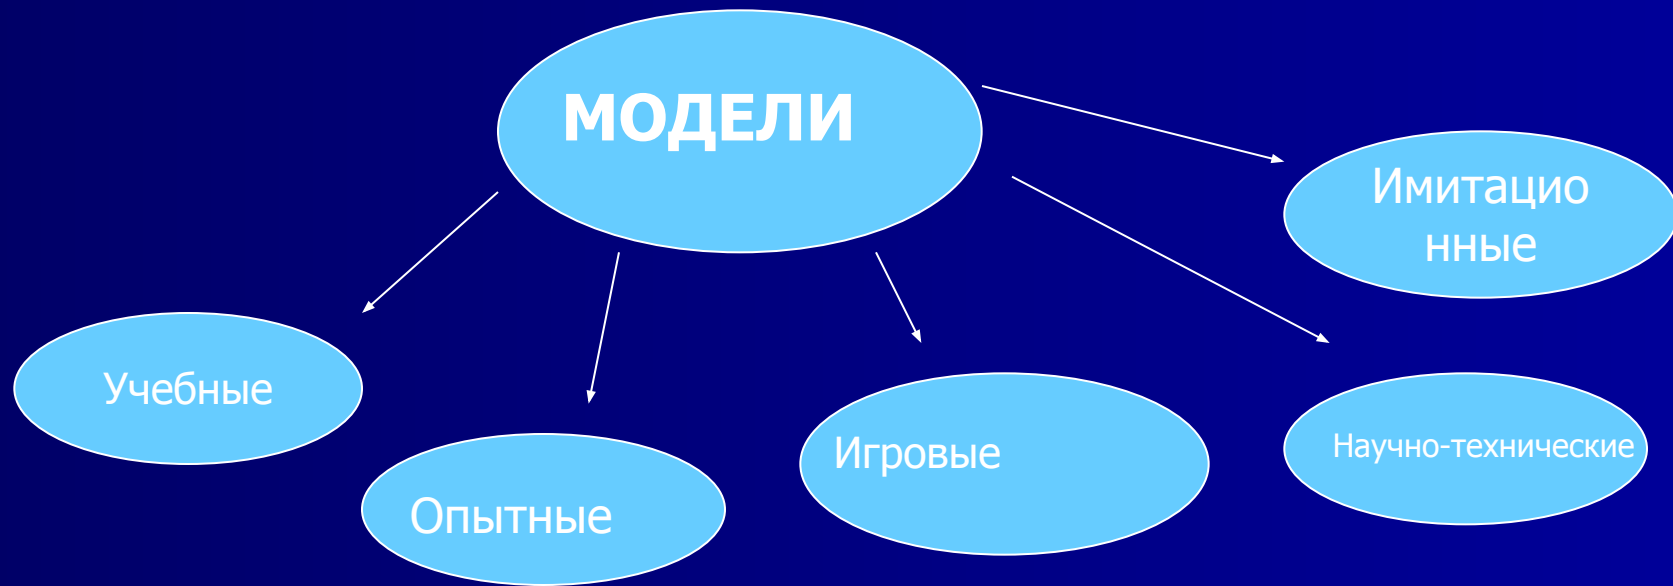 МОДЕЛИ
Имитацио
нные
Учебные
Опытные
Игровые
Научно-технические